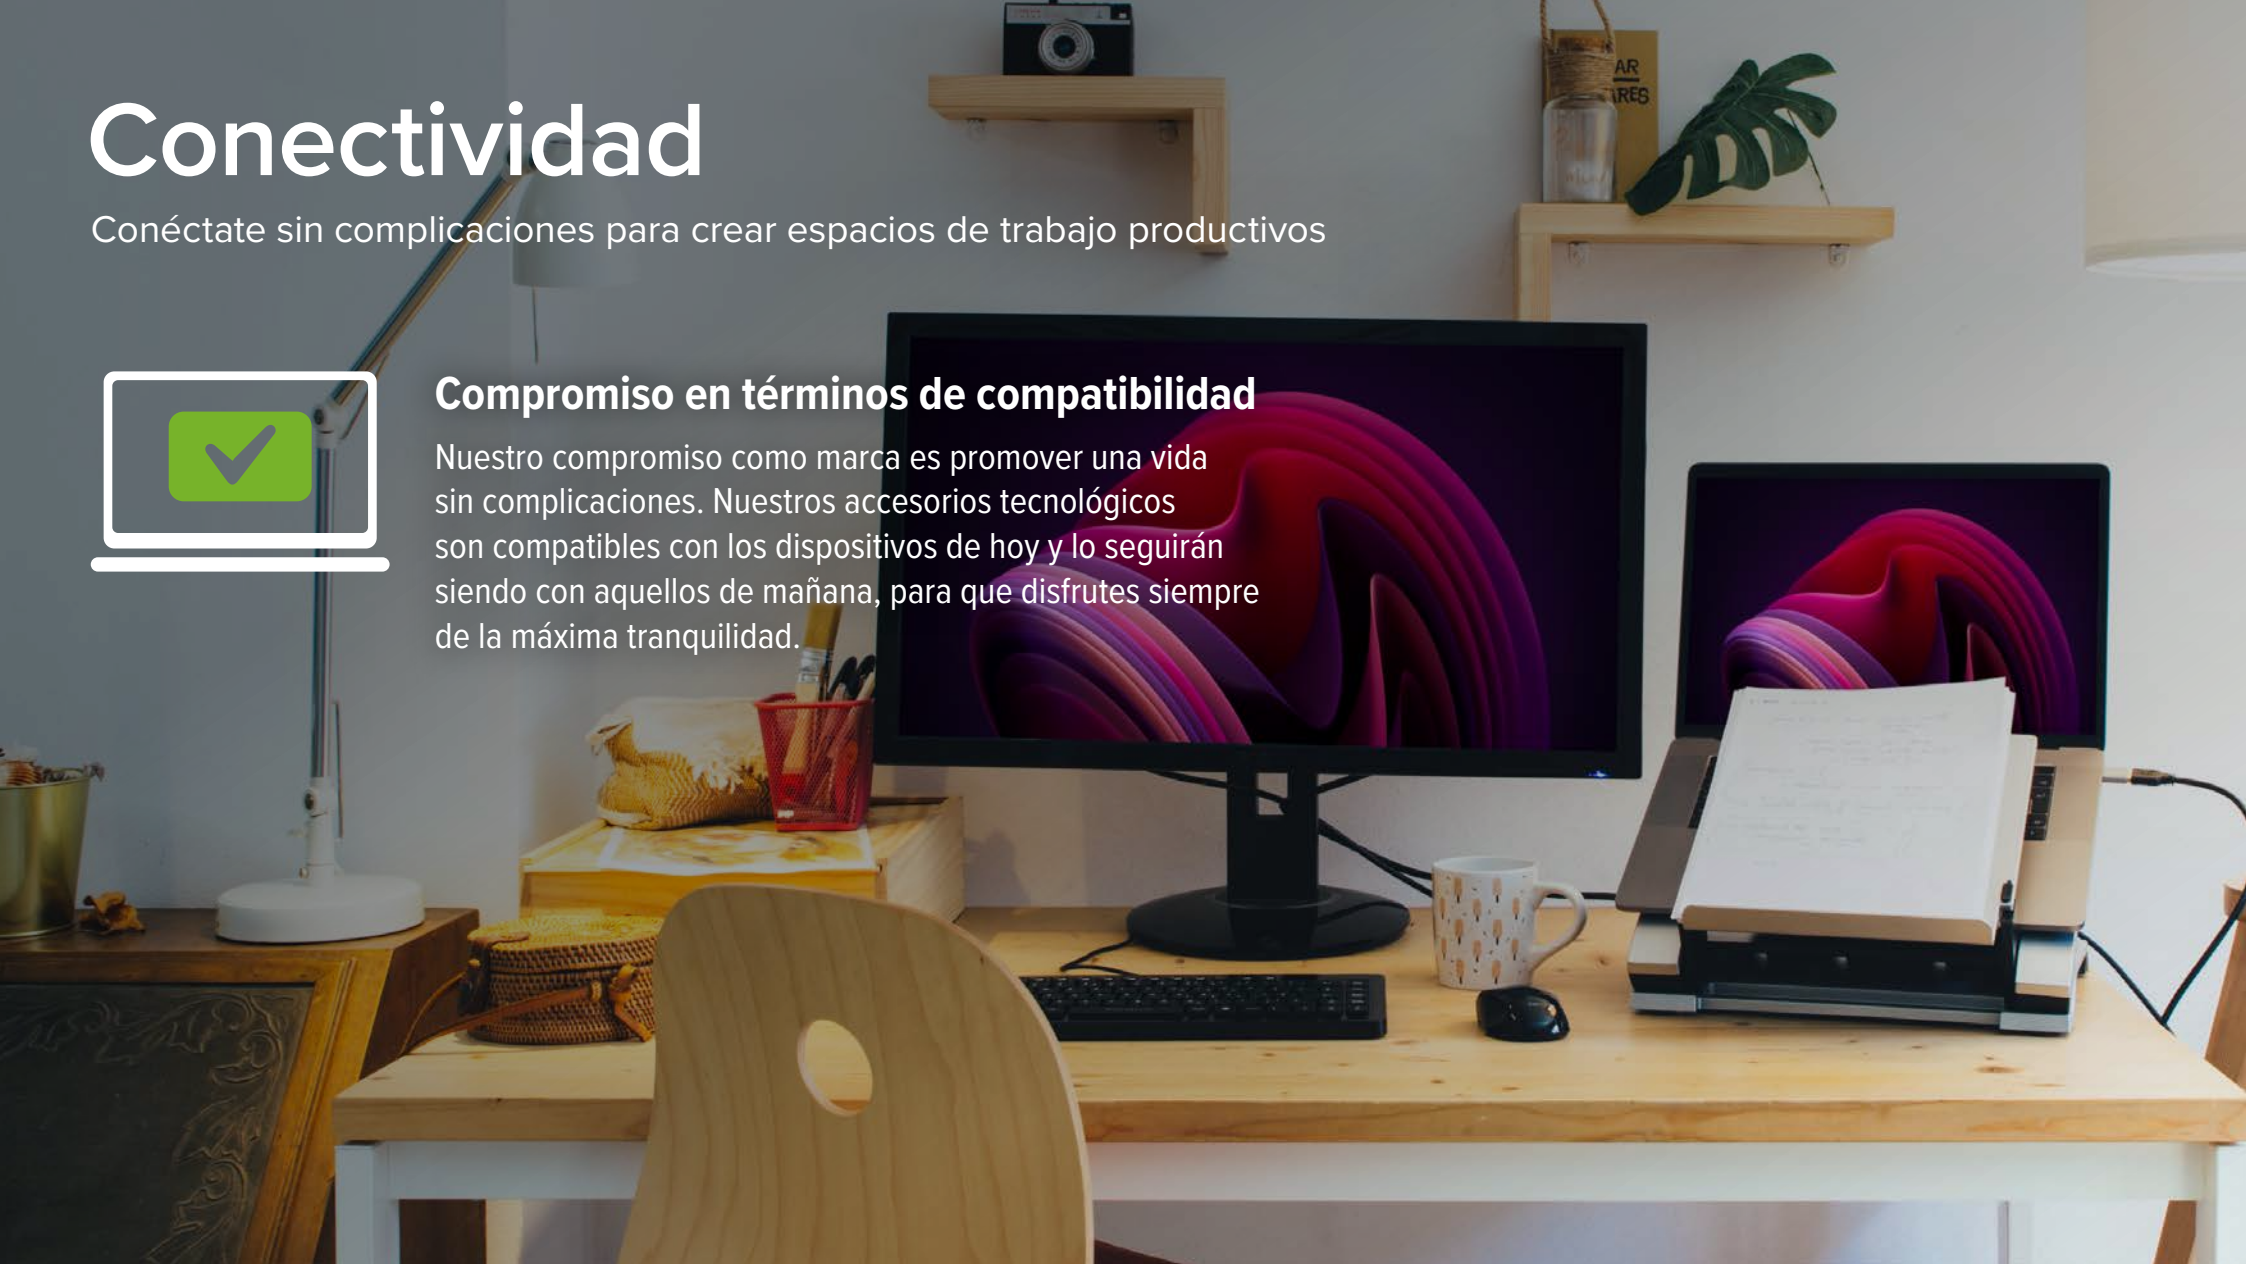 Conectividad
Conéctate sin complicaciones para crear espacios de trabajo productivos
Compromiso en términos de compatibilidad
Nuestro compromiso como marca es promover una vida
sin complicaciones. Nuestros accesorios tecnológicos
son compatibles con los dispositivos de hoy y lo seguirán
siendo con aquellos de mañana, para que disfrutes siempre
de la máxima tranquilidad.
AR
RES